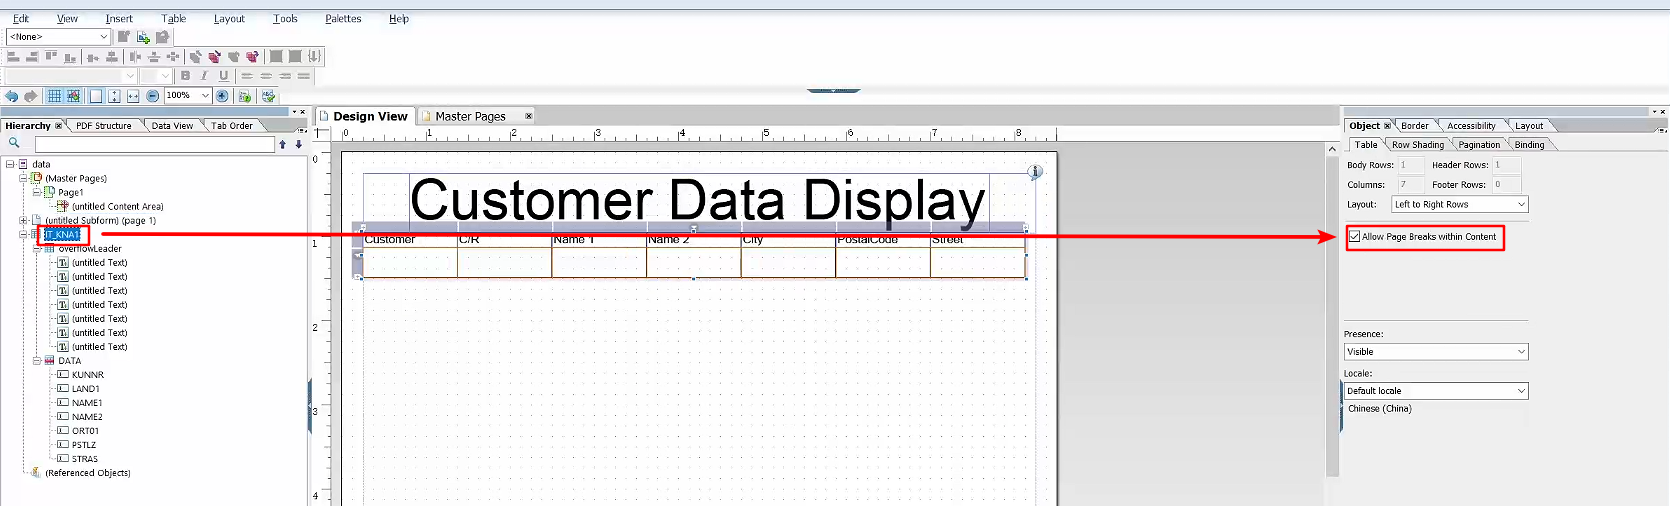 Edit View Insert Table Layout Tools Palettes Help
<None>
B I U
100%
Hierarchy PDF Structure Data View Tab Order
Design View Master Pages
Object Border Accessibility Layout
Table Row Shading Pagination Binding
0 1 2 3 4 5 6 7 8
0
1
2
3
4
data
(Master Pages)
Page1
(untitled Content Area)
(untitled Subform) (page 1)
IT_KNA1
overflowLeader
(untitled Text)
(untitled Text)
(untitled Text)
(untitled Text)
(untitled Text)
(untitled Text)
(untitled Text)
DATA
KUNNR
LAND1
NAME1
NAME2
ORT01
PSTLZ
STRAS
(Referenced Objects)
Customer Data Display
Customer C/R Name 1 Name 2 City PostalCode Street
Body Rows: 1 Header Rows: 1
Columns: 7 Footer Rows: 0
Layout: Left to Right Rows
Allow Page Breaks within Content
Presence:
Visible
Locale:
Default locale
Chinese (China)